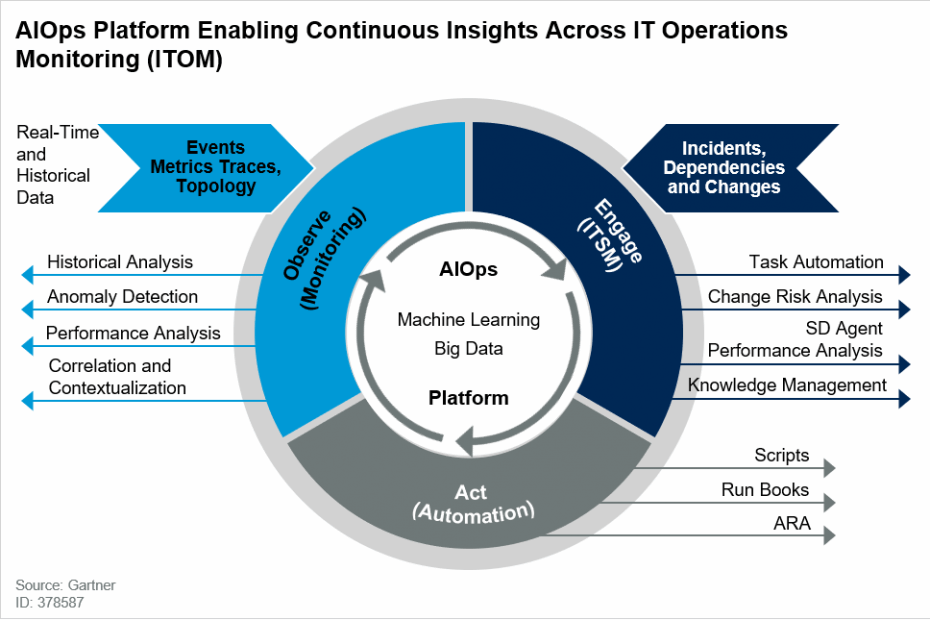 AIOps Platform Enabling Continuous Insights Across IT Operations
Monitoring (ITOM)
Real-Time
and
Historical
Data
Events
Metrics Traces,
Topology
Incidents,
Dependencies
and Changes
Observe
(Monitoring)
Engage
(ITSM)
AIOps
Machine Learning
Big Data
Platform
Historical Analysis
Anomaly Detection
Performance Analysis
Correlation and
Contextualization
Task Automation
Change Risk Analysis
SD Agent
Performance Analysis
Knowledge Management
Act
(Automation)
Scripts
Run Books
ARA
Source: Gartner
ID: 378587